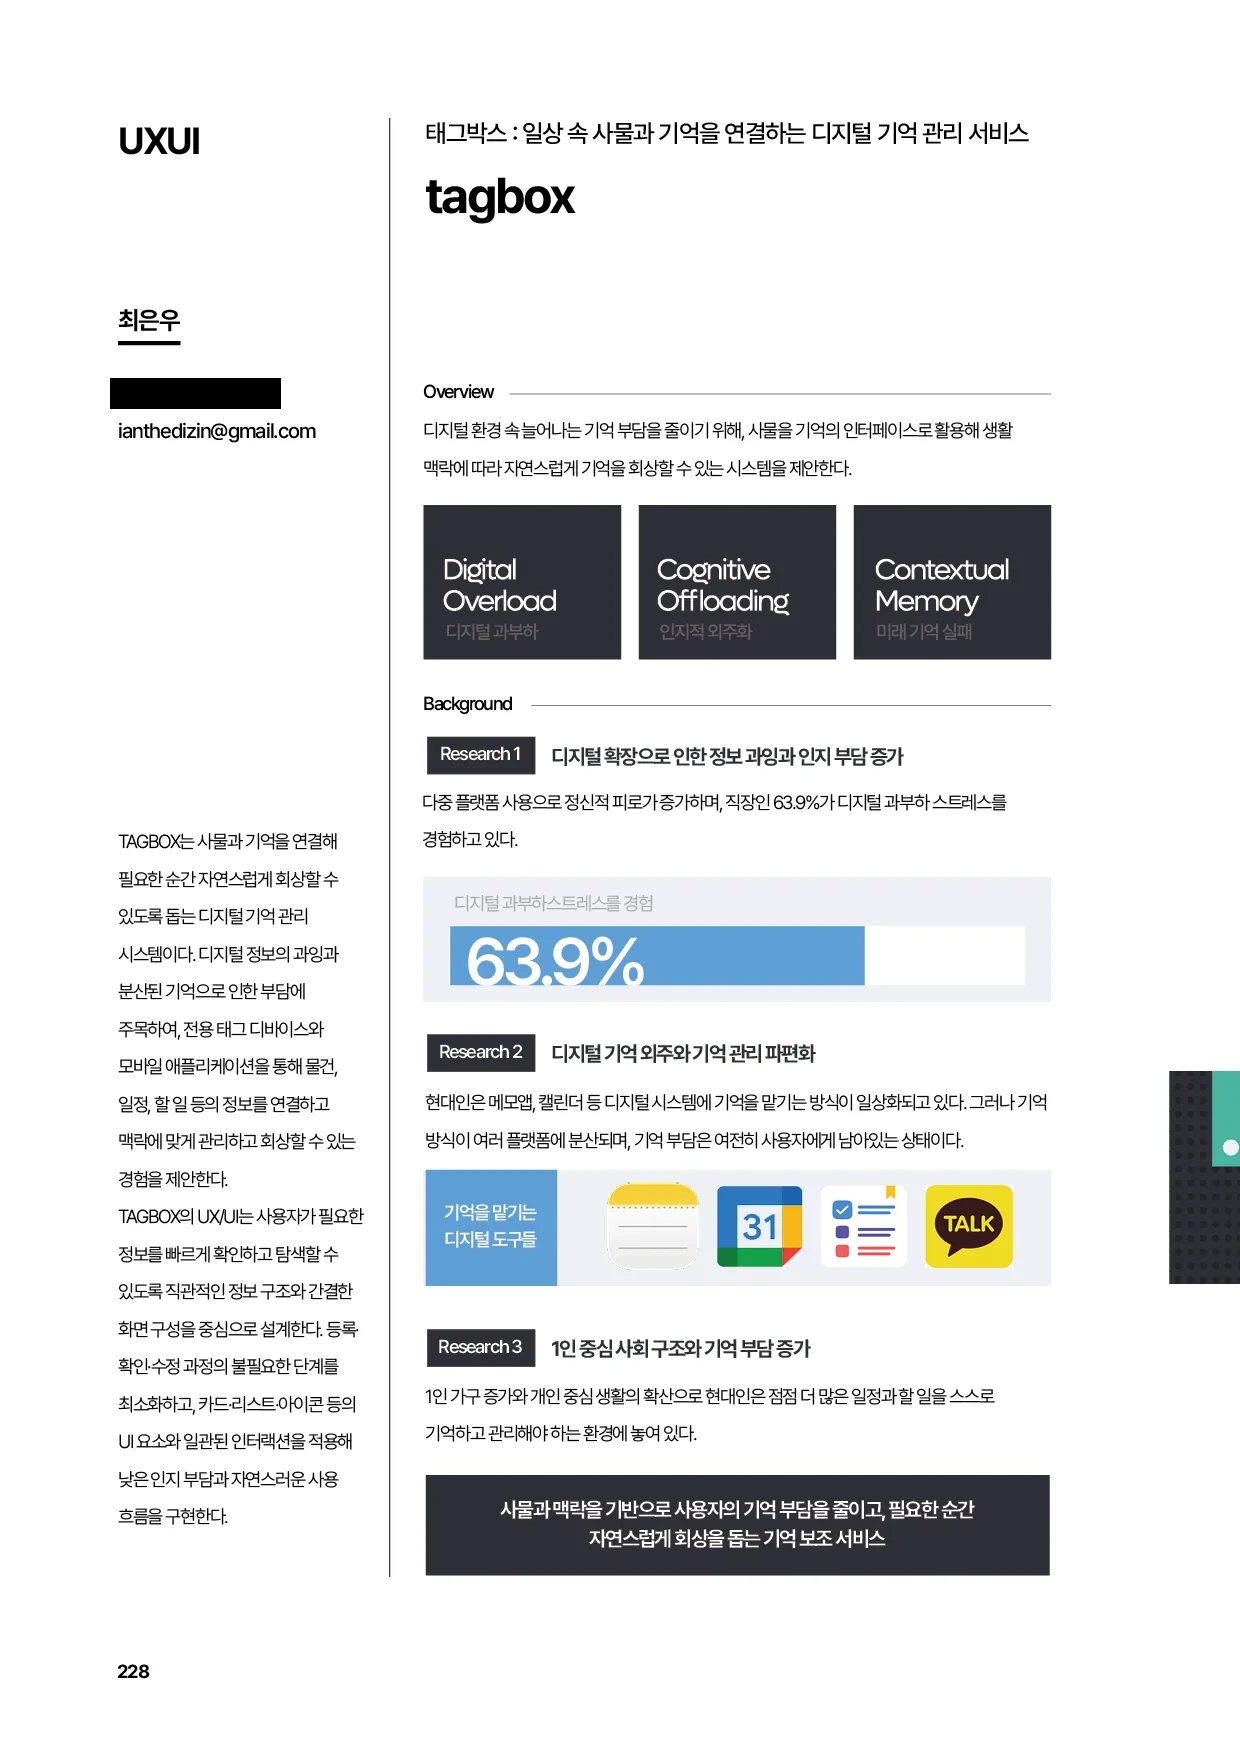 UXUI
태그박스 : 일상 속 사물과 기억을 연결하는 디지털 기억 관리 서비스
tagbox
최은우
ianthedizin@gmail.com
TAGBOX는 사물과 기억을 연결해
필요한 순간 자연스럽게 회상할 수
있도록 돕는 디지털 기억 관리
시스템이다. 디지털 정보의 과잉과
분산된 기억으로 인한 부담에
주목하여, 전용 태그 디바이스와
모바일 애플리케이션을 통해 물건,
일정, 할 일 등의 정보를 연결하고
맥락에 맞게 관리하고 회상할 수 있는
경험을 제안한다.
TAGBOX의 UX/UI는 사용자가 필요한
정보를 빠르게 확인하고 탐색할 수
있도록 직관적인 정보 구조와 간결한
화면 구성을 중심으로 설계한다. 등록·
확인·수정 과정의 불필요한 단계를
최소화하고, 카드·리스트·아이콘 등의
UI 요소와 일관된 인터랙션을 적용해
낮은 인지 부담과 자연스러운 사용
흐름을 구현한다.
Overview
디지털 환경 속 늘어나는 기억 부담을 줄이기 위해, 사물을 기억의 인터페이스로 활용해 생활
맥락에 따라 자연스럽게 기억을 회상할 수 있는 시스템을 제안한다.
Digital
Overload
디지털 과부하
Cognitive
Offloading
인지적 외주화
Contextual
Memory
미래 기억 실패
Background
Research 1
디지털 확장으로 인한 정보 과잉과 인지 부담 증가
다중 플랫폼 사용으로 정신적 피로가 증가하며, 직장인 63.9%가 디지털 과부하 스트레스를
경험하고 있다.
디지털 과부하스트레스를 경험
63.9%
Research 2
디지털 기억 외주와 기억 관리 파편화
현대인은 메모앱, 캘린더 등 디지털 시스템에 기억을 맡기는 방식이 일상화되고 있다. 그러나 기억
방식이 여러 플랫폼에 분산되며, 기억 부담은 여전히 사용자에게 남아있는 상태이다.
기억을 맡기는
디지털 도구들
31
TALK
Research 3
1인 중심 사회 구조와 기억 부담 증가
1인 가구 증가와 개인 중심 생활의 확산으로 현대인은 점점 더 많은 일정과 할 일을 스스로
기억하고 관리해야 하는 환경에 놓여 있다.
사물과 맥락을 기반으로 사용자의 기억 부담을 줄이고, 필요한 순간
자연스럽게 회상을 돕는 기억 보조 서비스
228